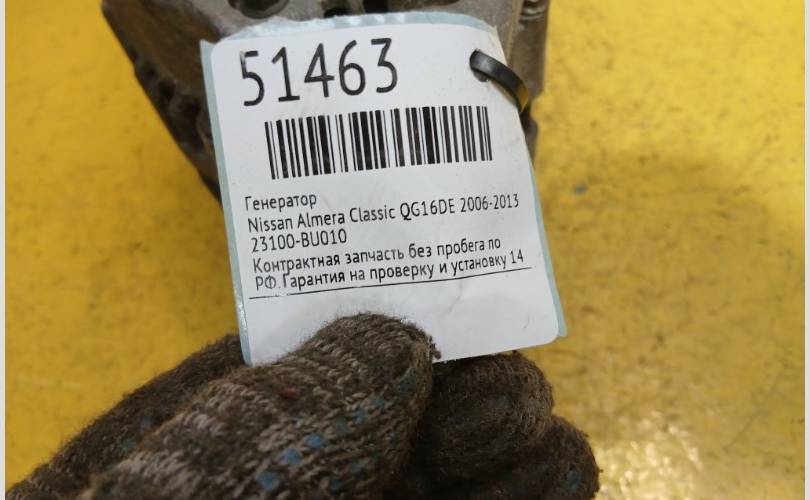 51463
Генератор
Nissan Almera Classic QG16DE 2006-2013
23100-BU010
Контрактная запчасть без пробега по
РФ.Гарантия на проверку и установку 14